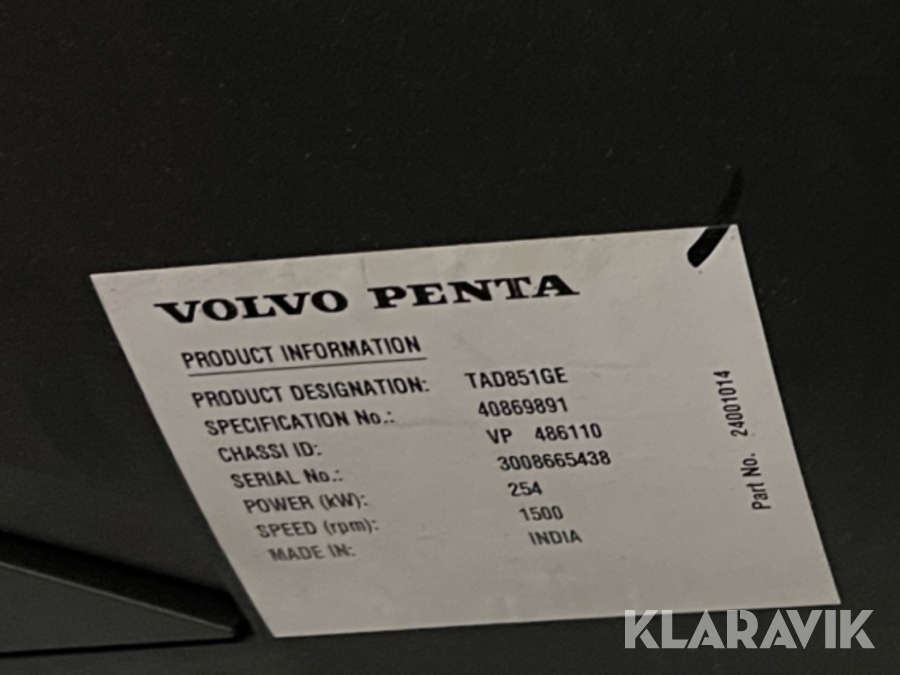 VOLVO PENTA
PRODUCT INFORMATION
PRODUCT DESIGNATION: TAD851GE
SPECIFICATION No.: 40869891
CHASSI ID: VP 486110
SERIAL No.: 3008665438
POWER (kW): 254
SPEED (rpm): 1500
MADE IN: INDIA
Part No. 24001014
KLARAVIK